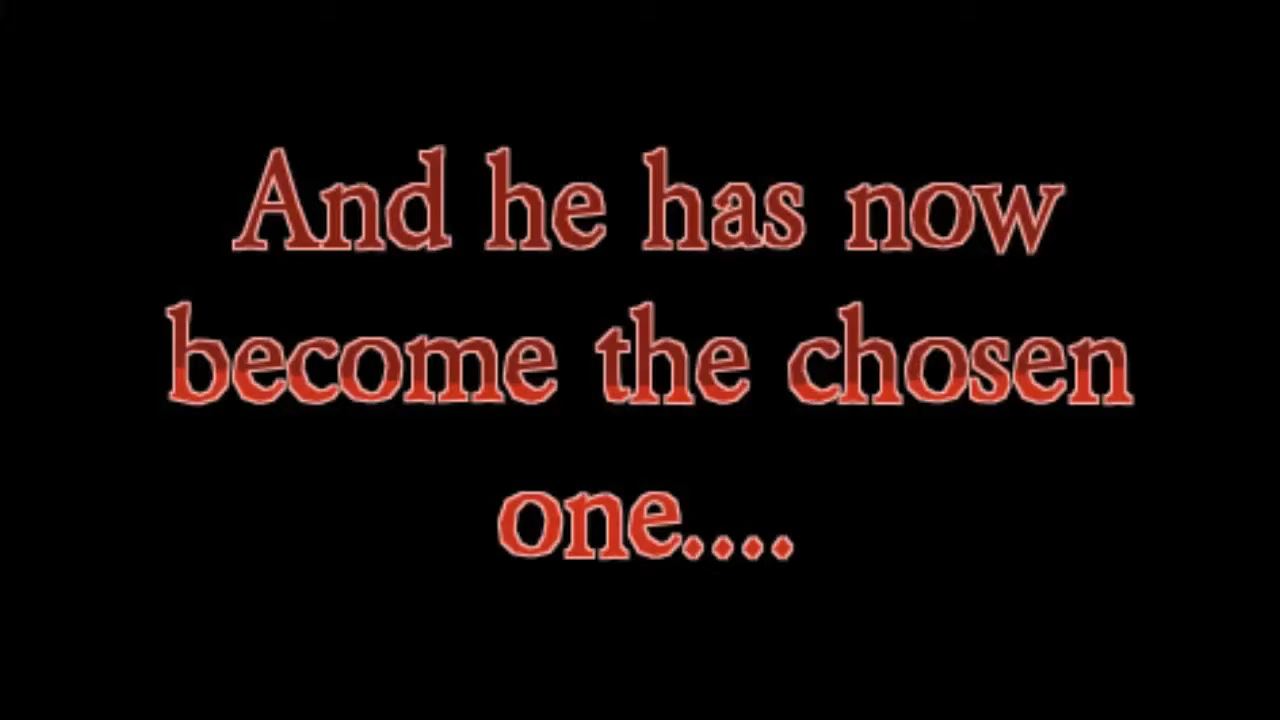 And he has now
become the chosen
one....